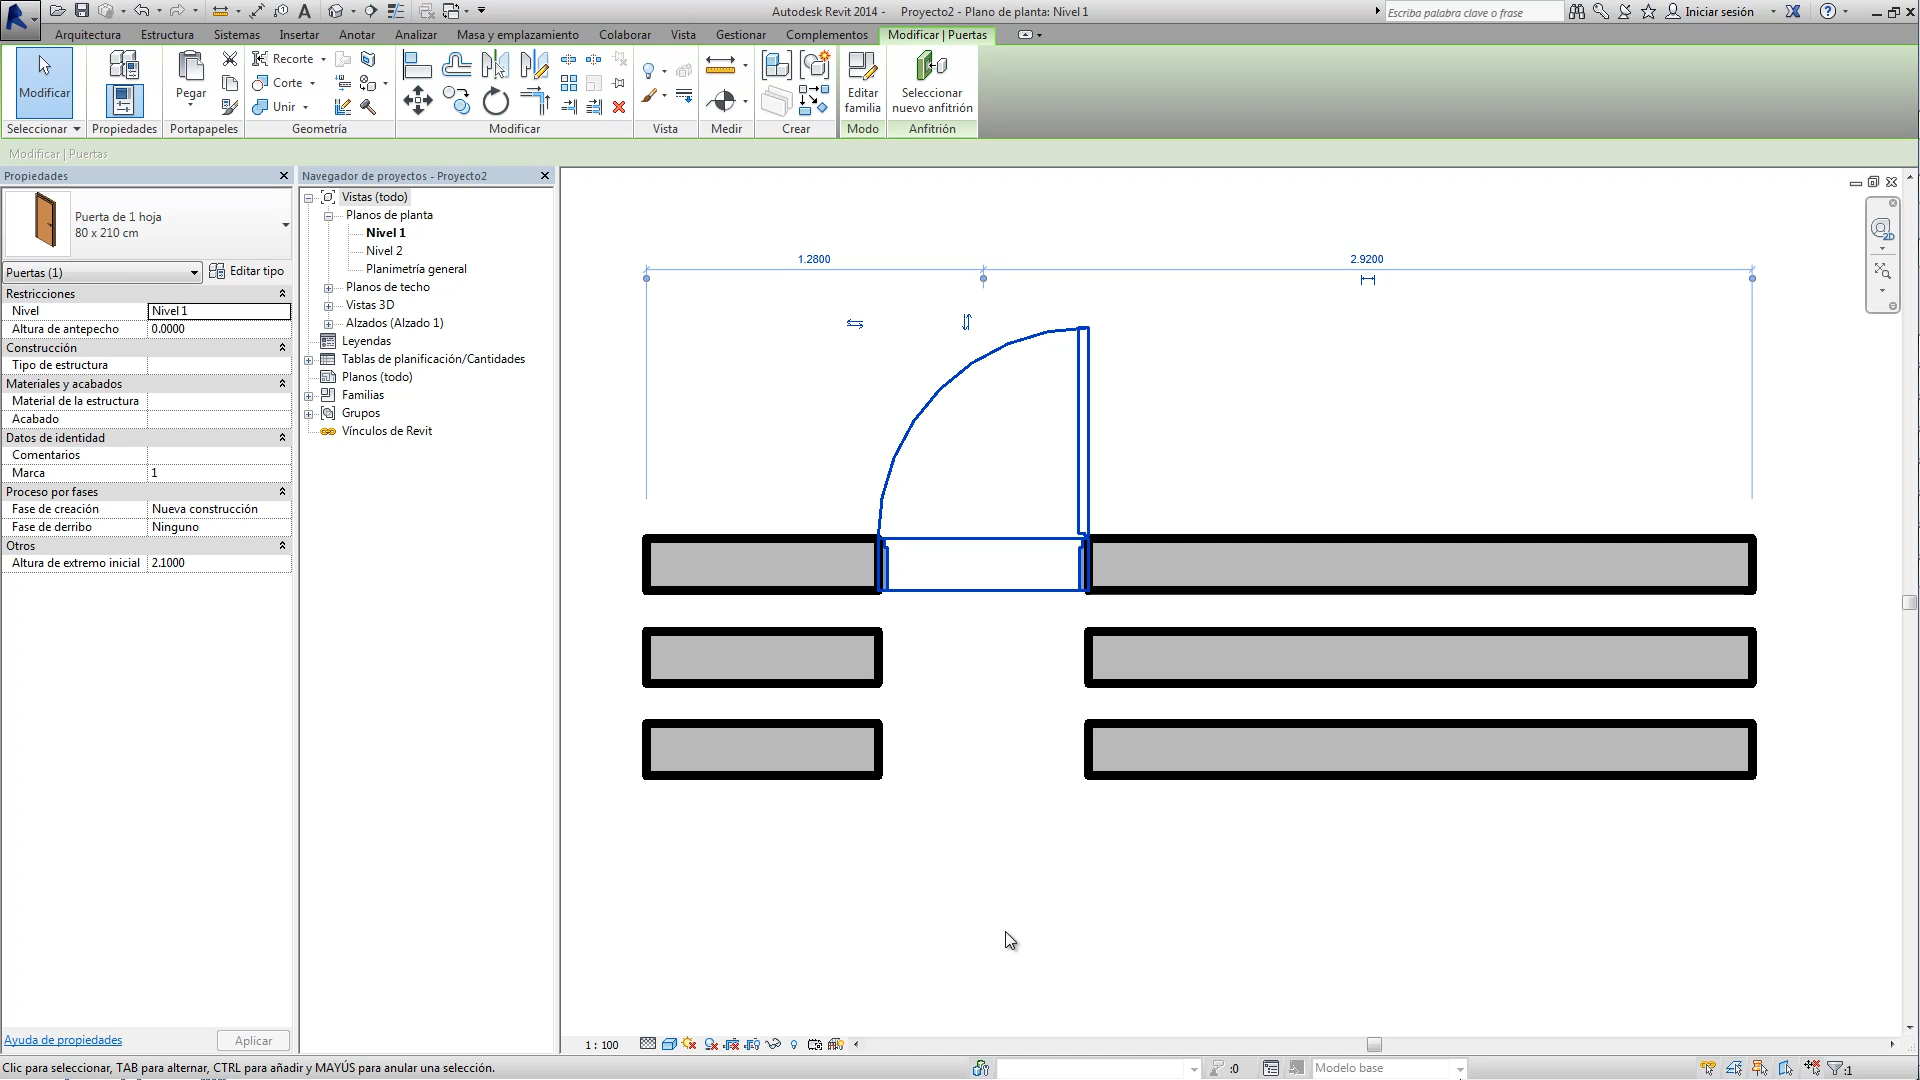 Autodesk Revit 2014 - Proyecto2 - Plano de planta: Nivel 1
Escriba palabra clave o frase
Iniciar sesión
Arquitectura Estructura Sistemas Insertar Anotar Analizar Masa y emplazamiento Colaborar Vista Gestionar Complementos Modificar | Puertas
Modificar
Pegar
Recorte
Corte
Unir
Editar familia
Seleccionar nuevo anfitrión
Seleccionar Propiedades Portapapeles Geometría Modificar Vista Medir Crear Modo Anfitrión
Modificar | Puertas
Propiedades
Puerta de 1 hoja
80 x 210 cm
Puertas (1) Editar tipo
Restricciones
Nivel Nivel 1
Altura de antepecho 0.0000
Construcción
Tipo de estructura
Materiales y acabados
Material de la estructura
Acabado
Datos de identidad
Comentarios
Marca 1
Proceso por fases
Fase de creación Nueva construcción
Fase de derribo Ninguno
Otros
Altura de extremo inicial 2.1000
Ayuda de propiedades Aplicar
Navegador de proyectos - Proyecto2
Vistas (todo)
Planos de planta
Nivel 1
Nivel 2
Planimetría general
Planos de techo
Vistas 3D
Alzados (Alzado 1)
Leyendas
Tablas de planificación/Cantidades
Planos (todo)
Familias
Grupos
Vínculos de Revit
1.2800 2.9200
2D
1 : 100
Clic para seleccionar, TAB para alternar, CTRL para añadir y MAYÚS para anular una selección.
:0
Modelo base
:1